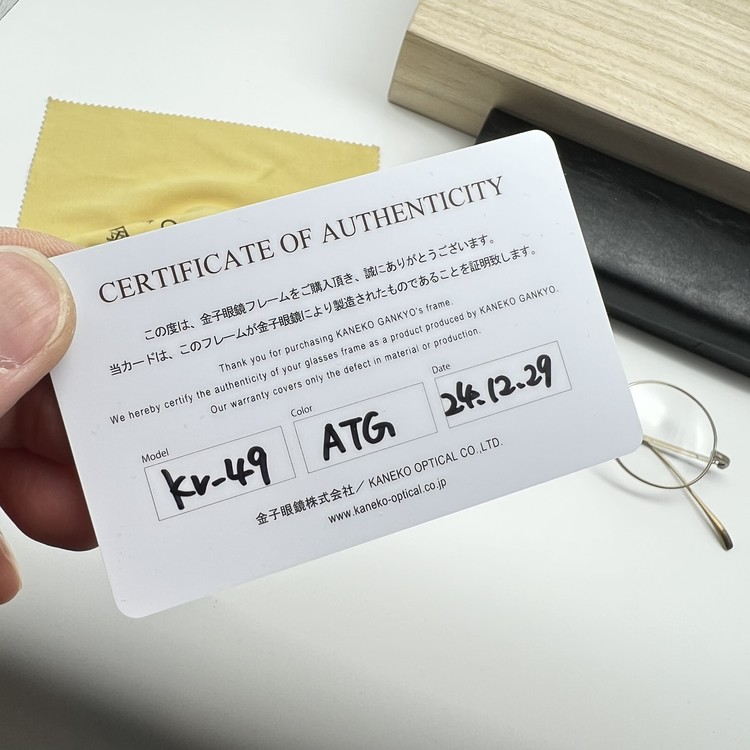 CERTIFICATE OF AUTHENTICITY
この度は、金子眼鏡フレームをご購入頂き、誠にありがとうございます。
当カードは、このフレームが金子眼鏡により製造されたものであることを証明致します。
Thank you for purchasing KANEKO GANKYO's frame.
We hereby certify the authenticity of your glasses frame as a product produced by KANEKO GANKYO.
Our warranty covers only the defect in material or production.
Model Color Date
kv-49 ATG 24.12.29
金子眼鏡株式会社/ KANEKO OPTICAL CO.,LTD.
www.kaneko-optical.co.jp